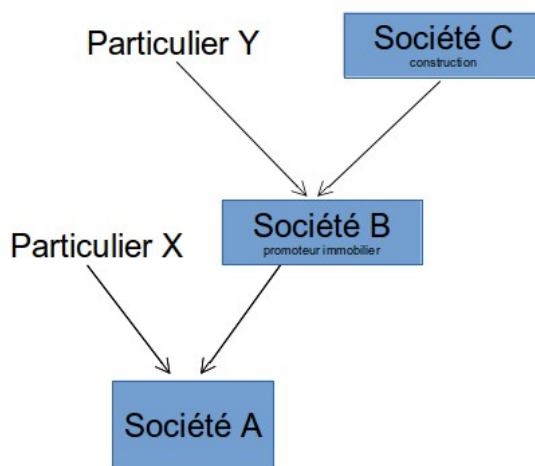 Particulier Y
Société C
construction
Société B
promoteur immobilier
Particulier X
Société A